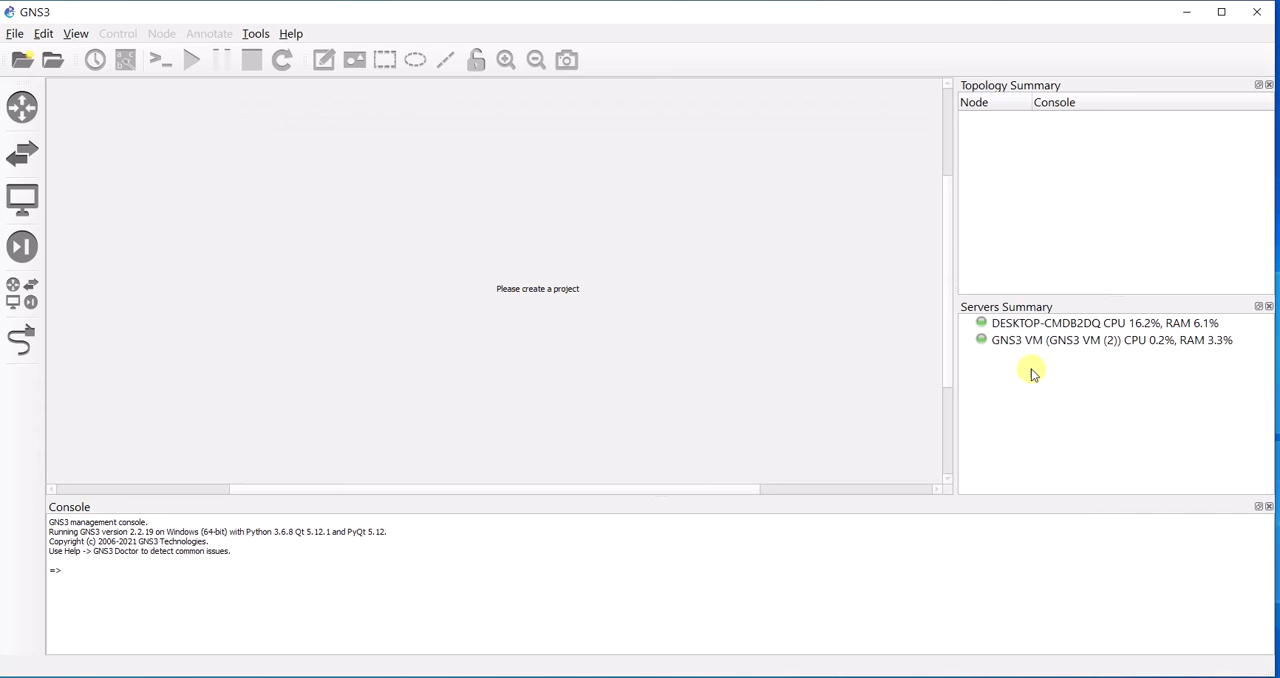 GNS3
File Edit View Control Node Annotate Tools Help
Topology Summary
Node Console
Please create a project
Servers Summary
DESKTOP-CMDB2DQ CPU 16.2%, RAM 6.1%
GNS3 VM (GNS3 VM (2)) CPU 0.2%, RAM 3.3%
Console
GNS3 management console.
Running GNS3 version 2.2.19 on Windows (64-bit) with Python 3.6.8 Qt 5.12.1 and PyQt 5.12.
Copyright (c) 2006-2021 GNS3 Technologies.
Use Help -> GNS3 Doctor to detect common issues.
=>